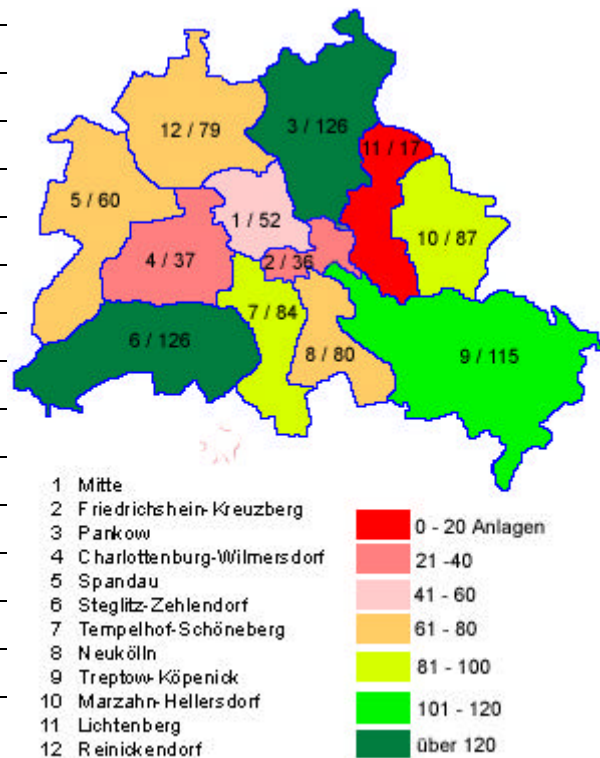 12 / 79
3 / 126
11 / 17
5 / 60
1 / 52
10 / 87
4 / 37
2 / 36
7 / 84
6 / 126
8 / 80
9 / 115
1 Mitte
2 Friedrichshein-Kreuzberg
3 Pankow
4 Charlottenburg-Wilmersdorf
5 Spandau
6 Steglitz-Zehlendorf
7 Tempelhof-Schöneberg
8 Neukölln
9 Treptow-Köpenick
10 Marzahn-Hellersdorf
11 Lichtenberg
12 Reinickendorf
0 - 20 Anlagen
21 -40
41 - 60
61 - 80
81 - 100
101 - 120
über 120